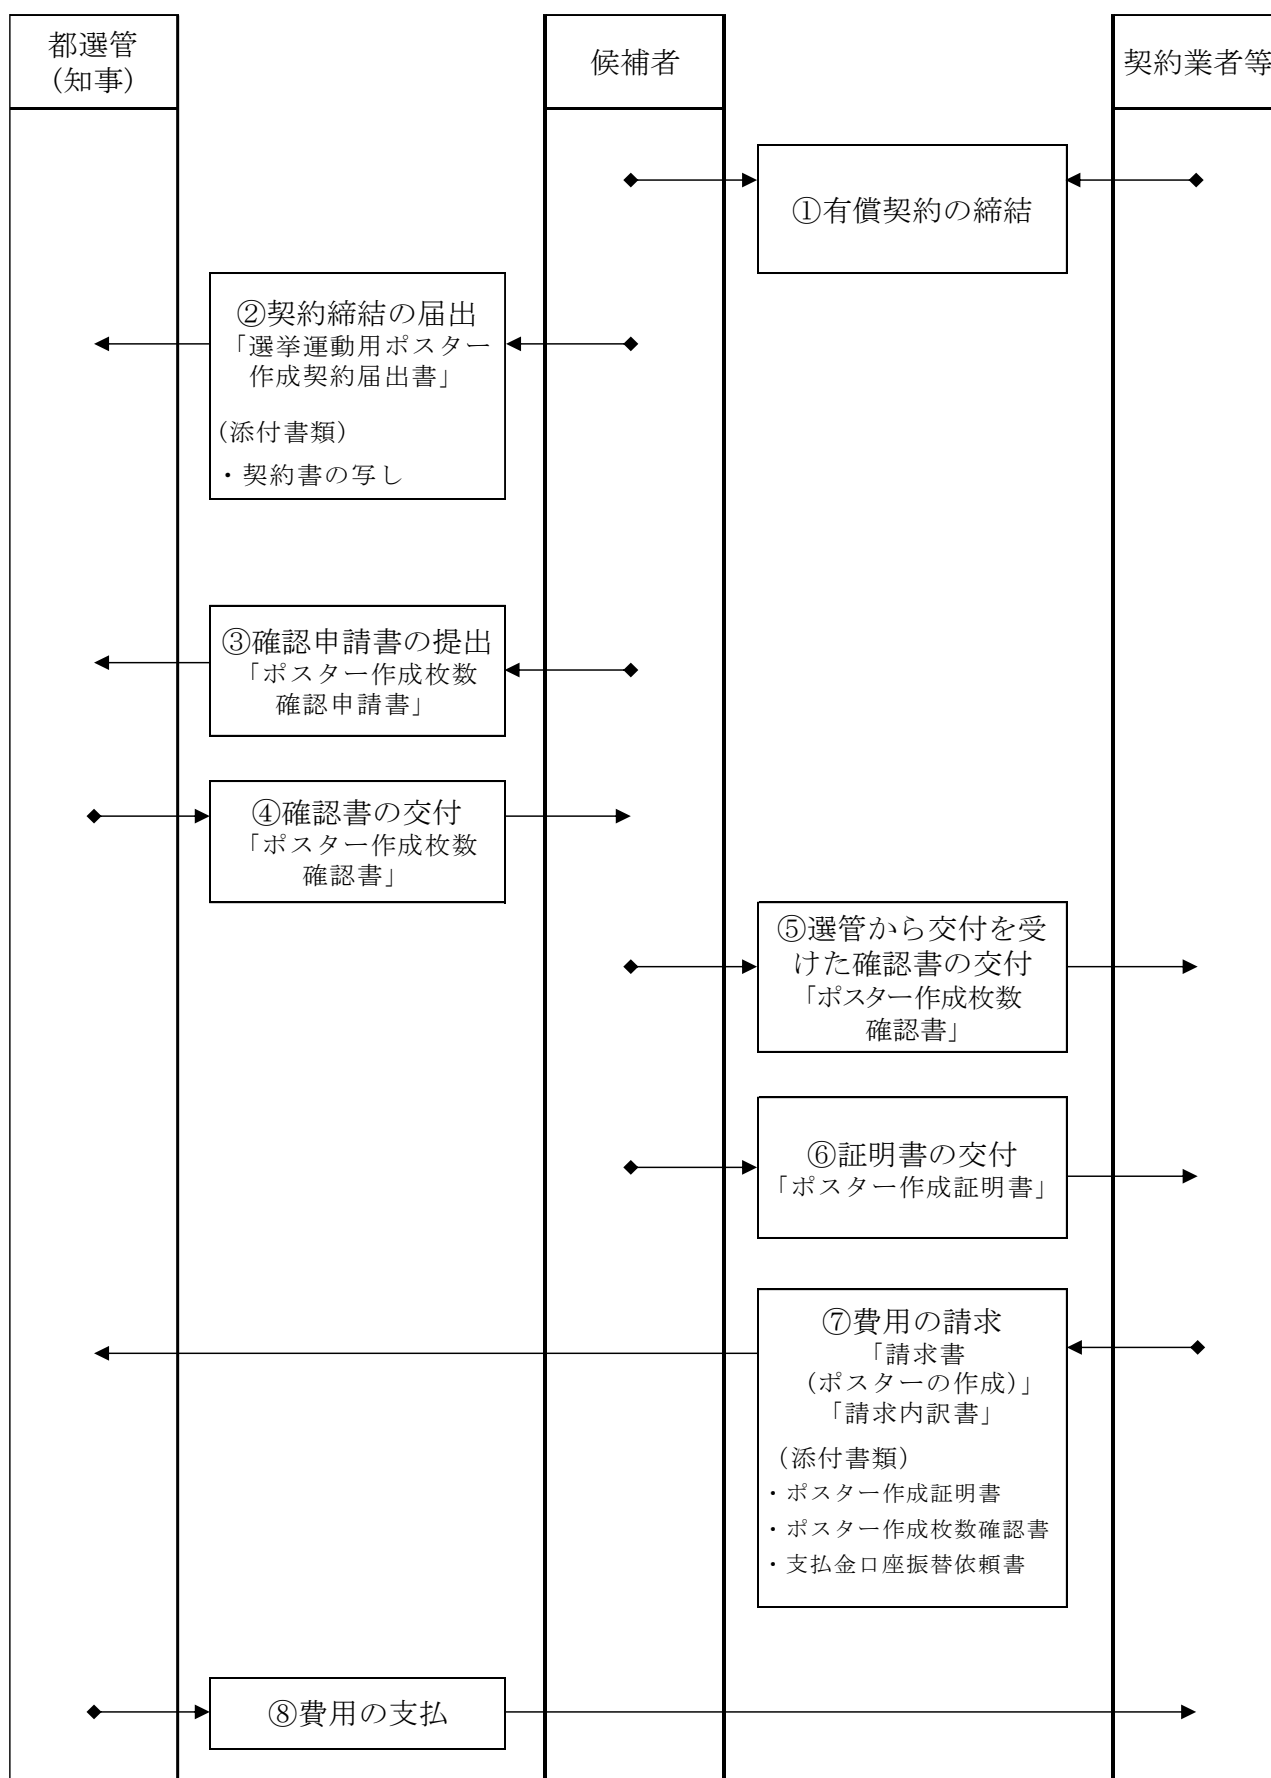 都選管
(知事)
候補者
契約業者等
①有償契約の締結
②契約締結の届出
「選挙運動用ポスター
作成契約届出書」
(添付書類)
・契約書の写し
③確認申請書の提出
「ポスター作成枚数
確認申請書」
④確認書の交付
「ポスター作成枚数
確認書」
⑤選管から交付を受
けた確認書の交付
「ポスター作成枚数
確認書」
⑥証明書の交付
「ポスター作成証明書」
⑦費用の請求
「請求書
(ポスターの作成)」
「請求内訳書」
(添付書類)
・ポスター作成証明書
・ポスター作成枚数確認書
・支払金口座振替依頼書
⑧費用の支払